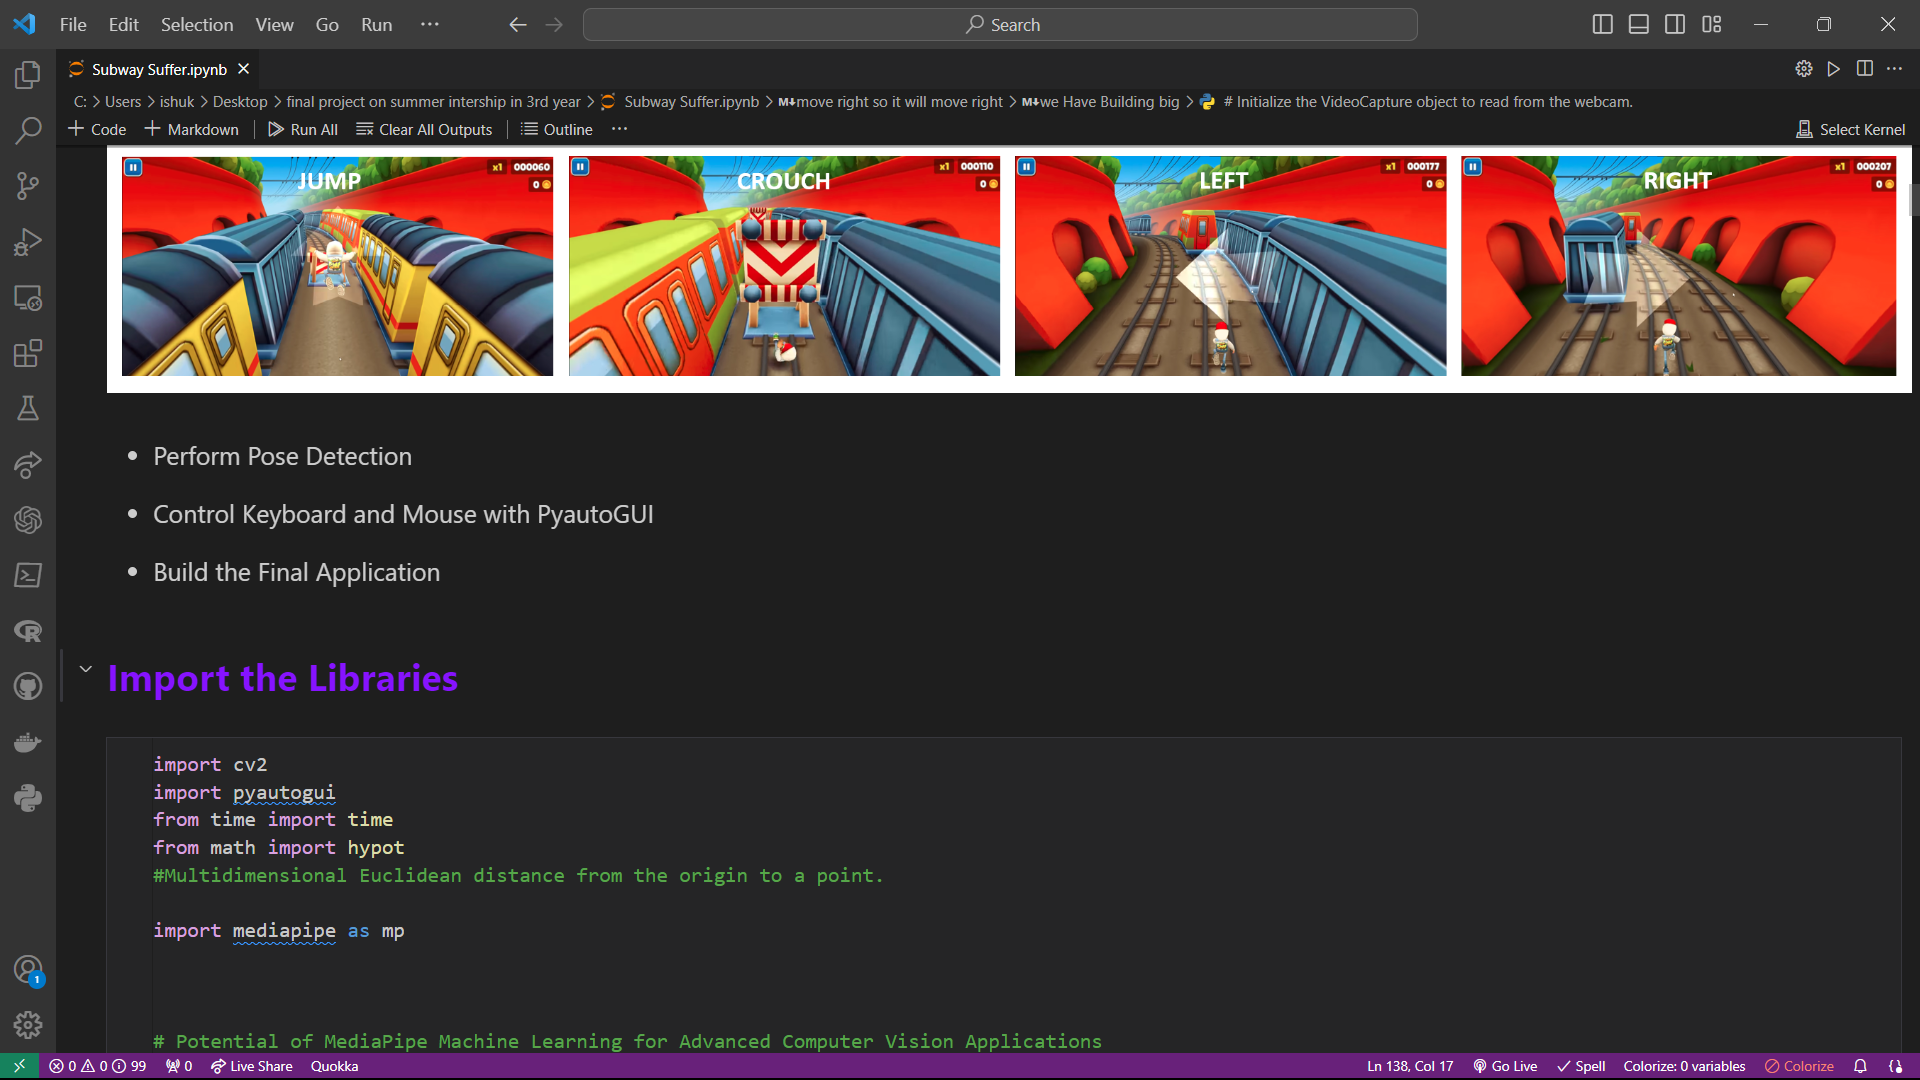 File Edit Selection View Go Run ··· Search
Subway Suffer.ipynb
C: > Users > ishuk > Desktop > final project on summer intership in 3rd year > Subway Suffer.ipynb > M↓move right so it will move right > M↓we Have Building big > # Initialize the VideoCapture object to read from the webcam.
+ Code + Markdown Run All Clear All Outputs Outline ··· Select Kernel
JUMP x1 000060
0
CROUCH x1 000110
0
LEFT x1 000177
0
RIGHT x1 000207
0
• Perform Pose Detection
• Control Keyboard and Mouse with PyautoGUI
• Build the Final Application
Import the Libraries
import cv2
import pyautogui
from time import time
from math import hypot
#Multidimensional Euclidean distance from the origin to a point.
import mediapipe as mp
# Potential of MediaPipe Machine Learning for Advanced Computer Vision Applications
1
0 0 99 0 Live Share Quokka Ln 138, Col 17 Go Live Spell Colorize: 0 variables Colorize